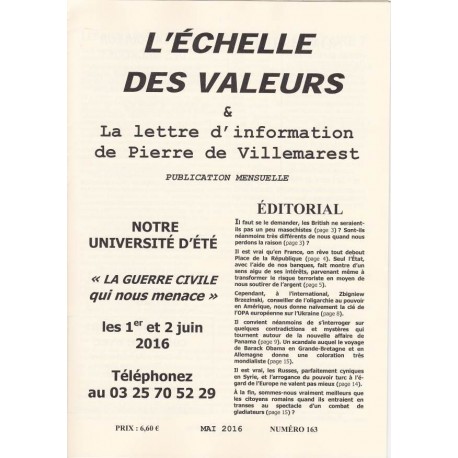 L'ÉCHELLE
DES VALEURS
&
La lettre d'information
de Pierre de Villemarest
PUBLICATION MENSUELLE
NOTRE
UNIVERSITÉ D'ÉTÉ
« LA GUERRE CIVILE
qui nous menace »
les 1er et 2 juin
2016
Téléphonez
au 03 25 70 52 29
ÉDITORIAL
Il faut se le demander, les British ne seraient-
ils pas un peu masochistes (page 3) ? Sont-ils
néanmoins très différents de nous quand nous
perdons la raison (page 3) ?
Il est vrai qu'en France, on rêve tout debout
Place de la République (page 4). Seul l'État,
avec l'aide de nos banques, fait montre d'un
sens aigu de ses intérêts, parvenant même à
transformer le risque terroriste en moyen de
nous soutirer de l'argent (page 5).
Cependant, à l'international, Zbigniew
Brzezinski, conseiller de l'oligarchie au pouvoir
en Amérique, nous donne naïvement la clé de
l'OPA européenne sur l'Ukraine (page 8).
Il convient néanmoins de s'interroger sur
quelques contradictions et mystères qui
tournent autour de la nouvelle affaire de
Panama (page 9). Un scandale auquel le voyage
de Barack Obama en Grande-Bretagne et en
Allemagne donne une coloration très
mondialiste (page 15).
Il est vrai, les Russes, parfaitement cyniques
en Syrie, et l'arrogance du pouvoir turc à l'é-
gard de l'Europe ne valent pas mieux (page 14).
À la fin, sommes-nous vraiment meilleurs que
les citoyens romains quand ils entraient en
transes au spectacle d'un combat de
gladiateurs (page 15) ?
PRIX : 6,60 € MAI 2016 NUMÉRO 163